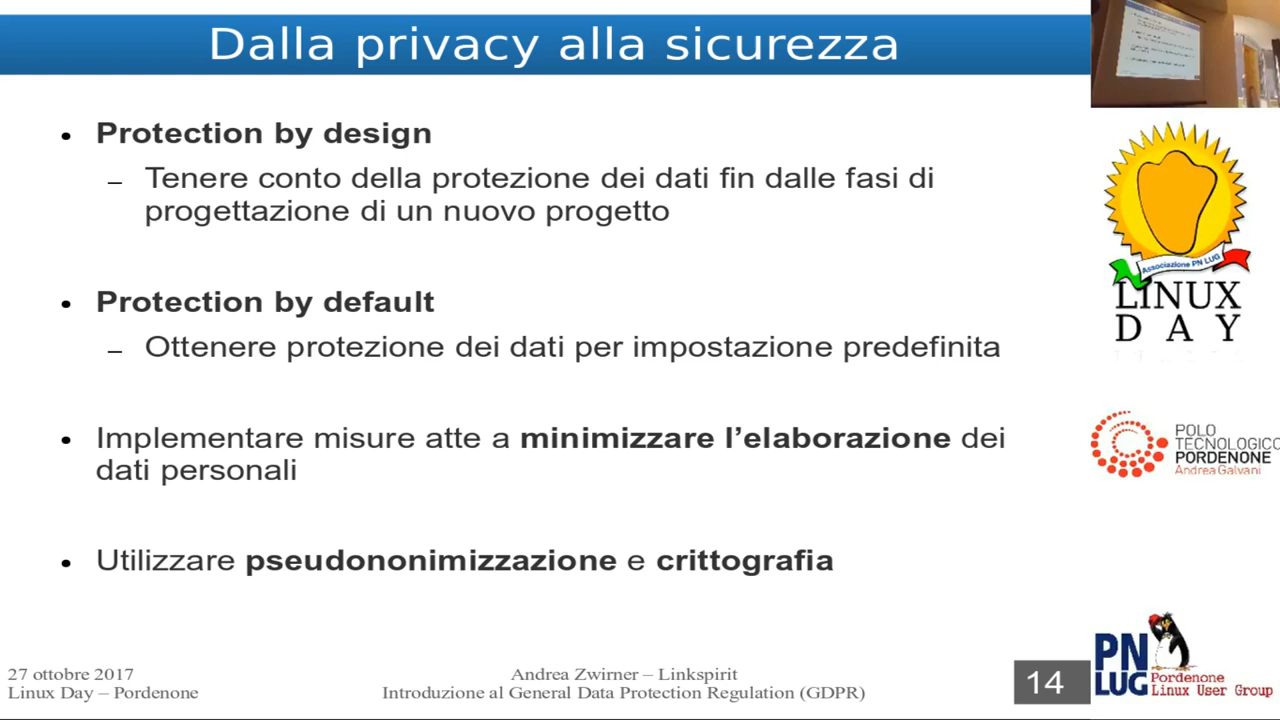 Dalla privacy alla sicurezza
• Protection by design
– Tenere conto della protezione dei dati fin dalle fasi di
progettazione di un nuovo progetto
• Protection by default
– Ottenere protezione dei dati per impostazione predefinita
• Implementare misure atte a minimizzare l’elaborazione dei
dati personali
• Utilizzare pseudononimizzazione e crittografia
27 ottobre 2017
Linux Day – Pordenone
Andrea Zwirner – Linkspirit
Introduzione al General Data Protection Regulation (GDPR)
14
Associazione PN LUG
LINUX
DAY
POLO
TECNOLOGICO
PORDENONE
Andrea Galvani
PN
LUG
Pordenone
Linux User Group